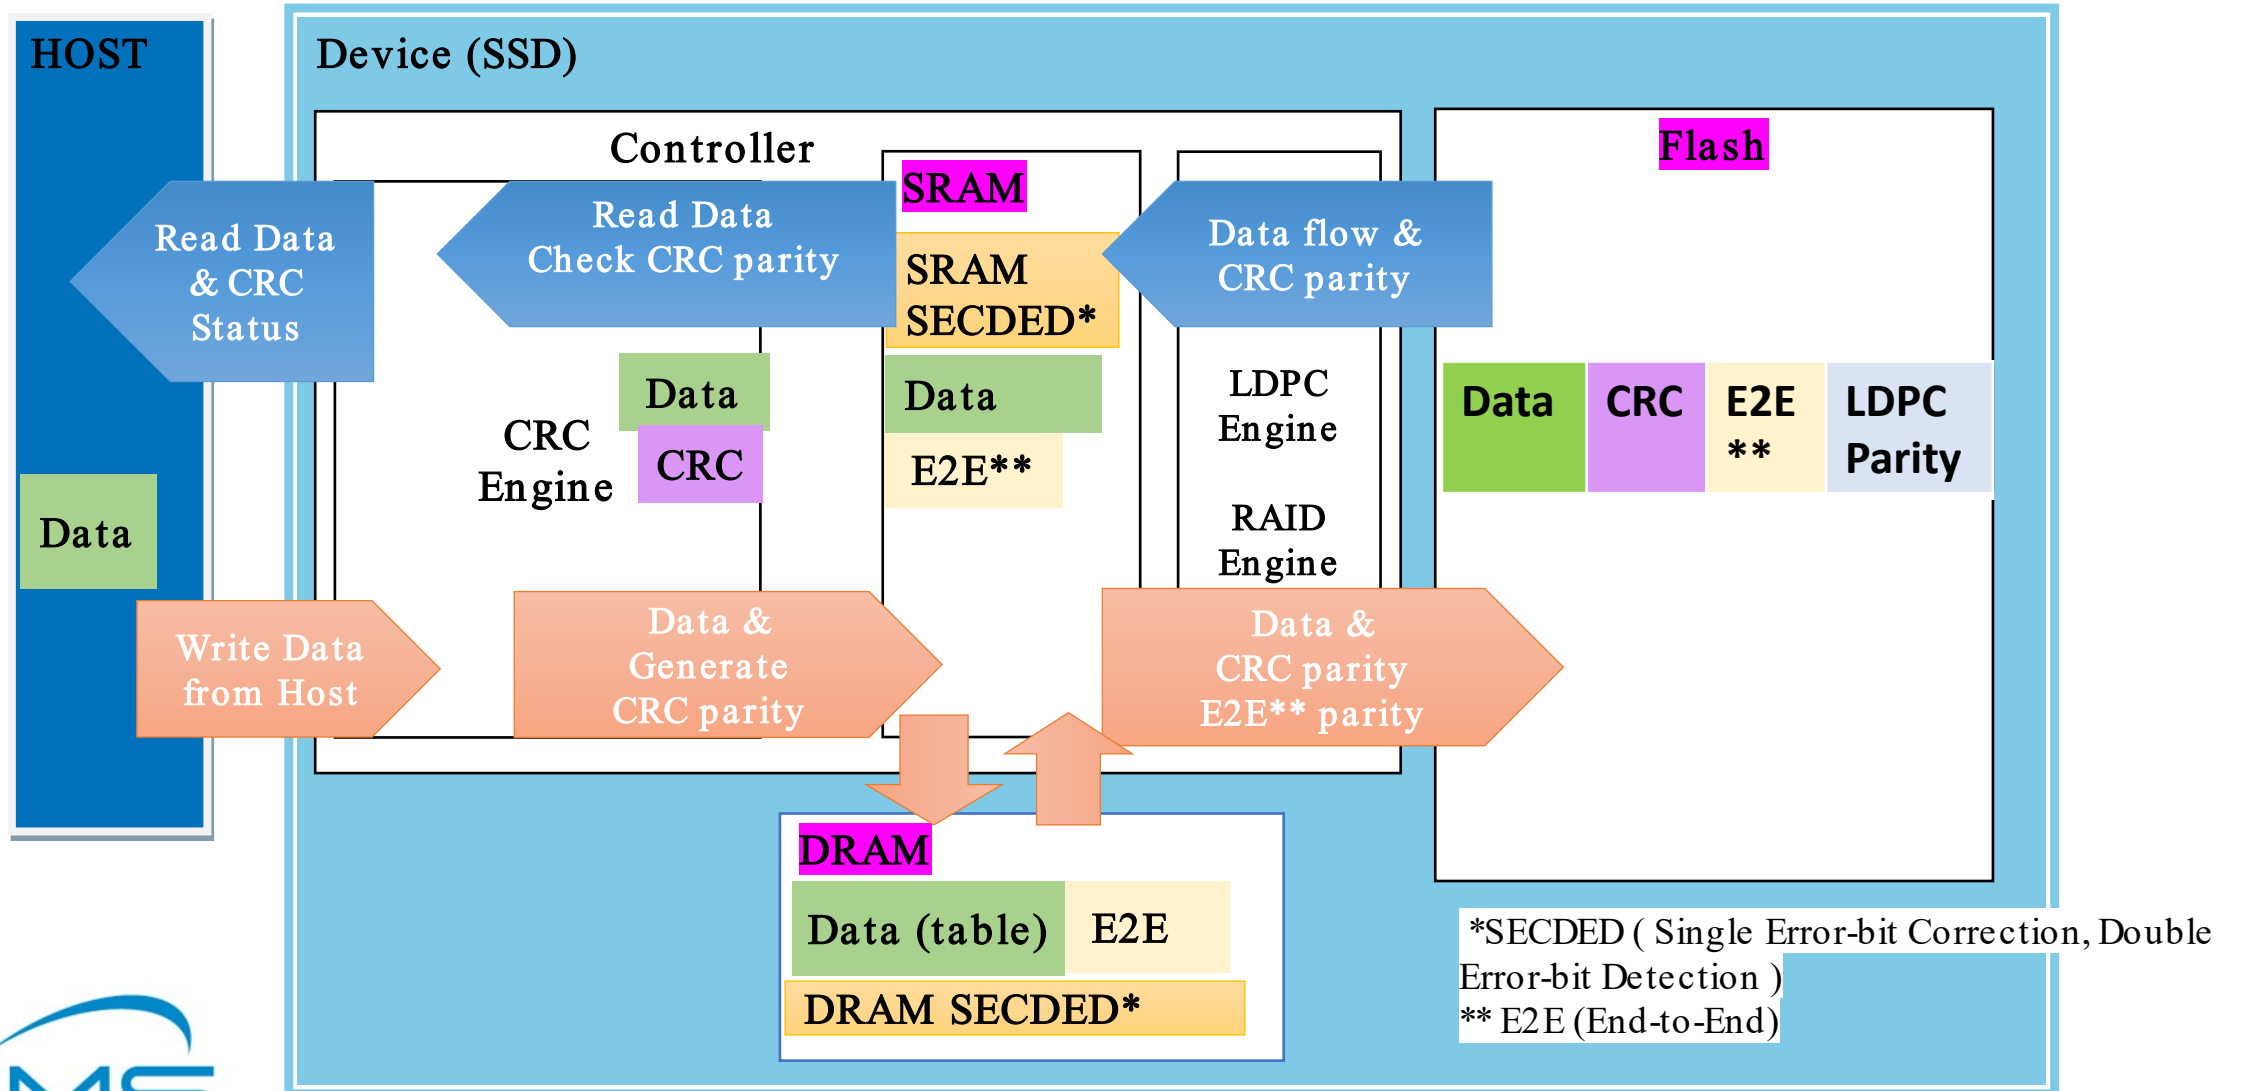 HOST
Device (SSD)
Controller
Flash
SRAM
Read Data
& CRC
Status
Read Data
Check CRC parity
SRAM
SECDED*
Data flow &
CRC parity
Data
CRC
CRC
Engine
Data
E2E**
LDPC
Engine
RAID
Engine
Data
CRC
E2E
**
LDPC
Parity
Data
Write Data
from Host
Data &
Generate
CRC parity
Data &
CRC parity
E2E** parity
DRAM
Data (table)
E2E
DRAM SECDED*
*SECDED ( Single Error-bit Correction, Double
Error-bit Detection )
** E2E (End-to-End)